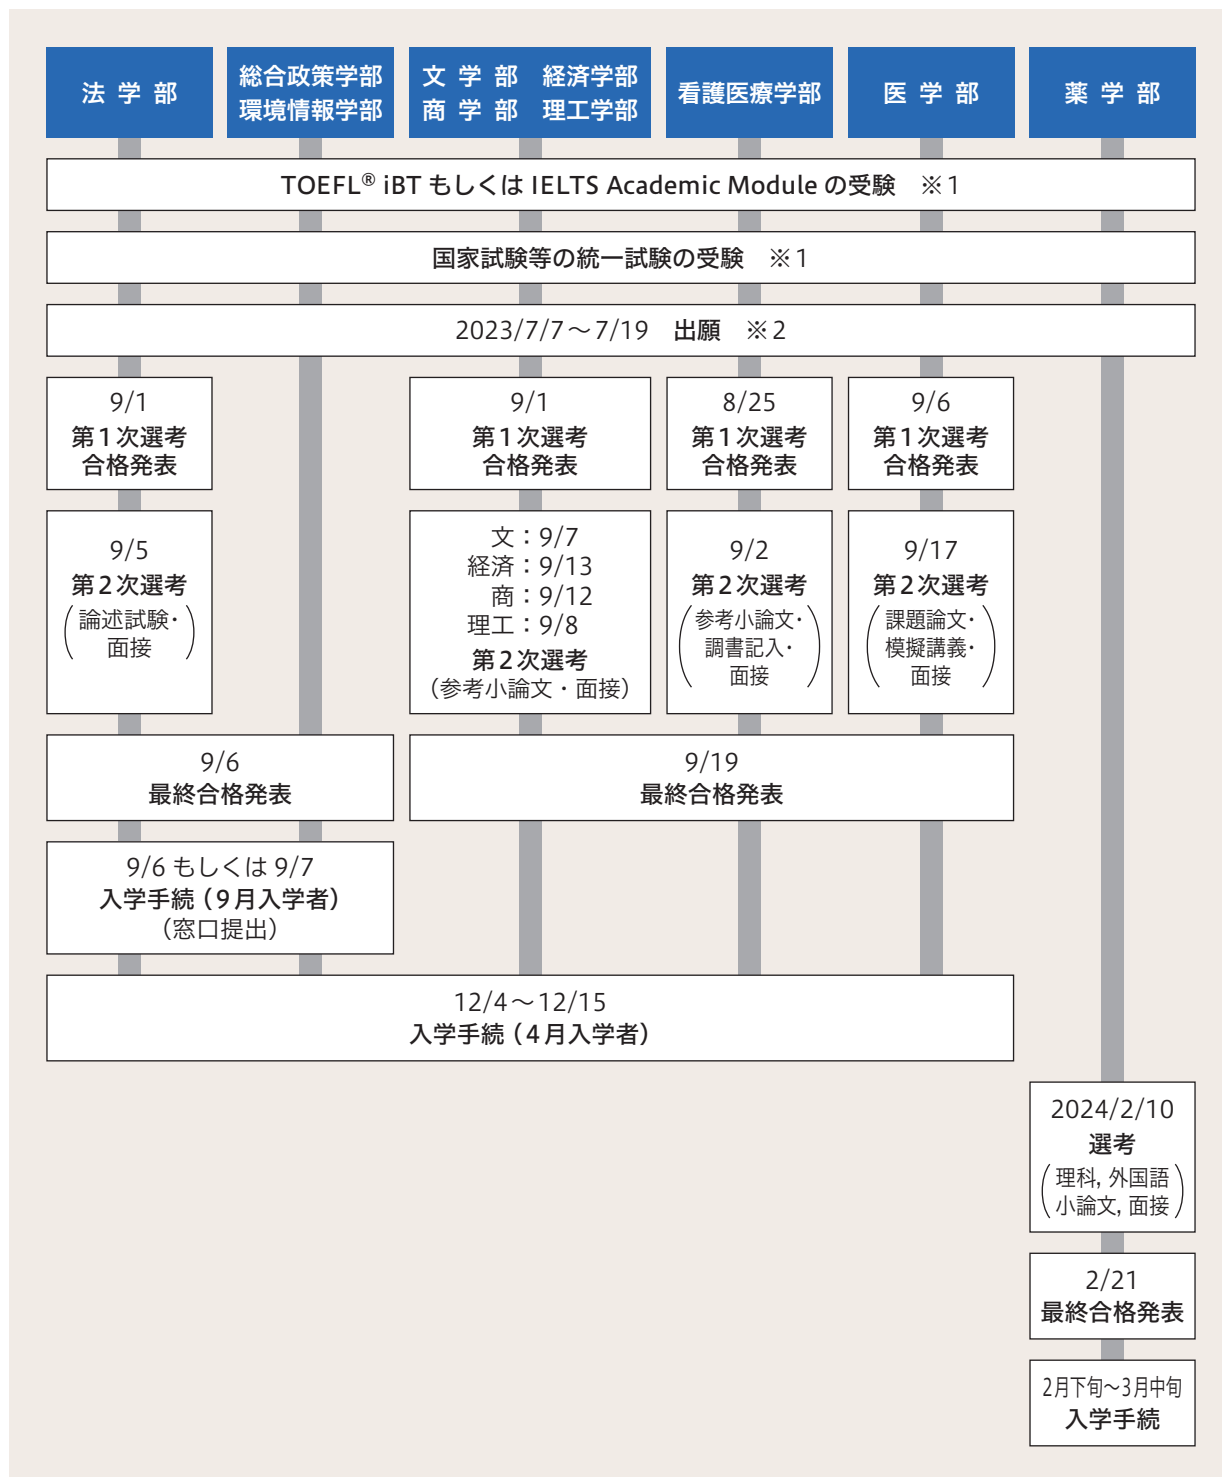 法学部
総合政策学部
環境情報学部
文学部 経済学部
商学部 理工学部
看護医療学部
医学部
薬学部
TOEFL® iBT もしくは IELTS Academic Module の受験 ※1
国家試験等の統一試験の受験 ※1
2023/7/7～7/19 出願 ※2
9/1
第1次選考
合格発表
9/1
第1次選考
合格発表
8/25
第1次選考
合格発表
9/6
第1次選考
合格発表
9/5
第2次選考
(論述試験・
面接)
文：9/7
経済：9/13
商：9/12
理工：9/8
第2次選考
（参考小論文・面接）
9/2
第2次選考
(参考小論文・
調書記入・
面接)
9/17
第2次選考
(課題論文・
模擬講義・
面接)
9/6
最終合格発表
9/19
最終合格発表
9/6 もしくは 9/7
入学手続（9月入学者）
（窓口提出）
12/4～12/15
入学手続（4月入学者）
2024/2/10
選考
(理科, 外国語
小論文, 面接)
2/21
最終合格発表
2月下旬～3月中旬
入学手続